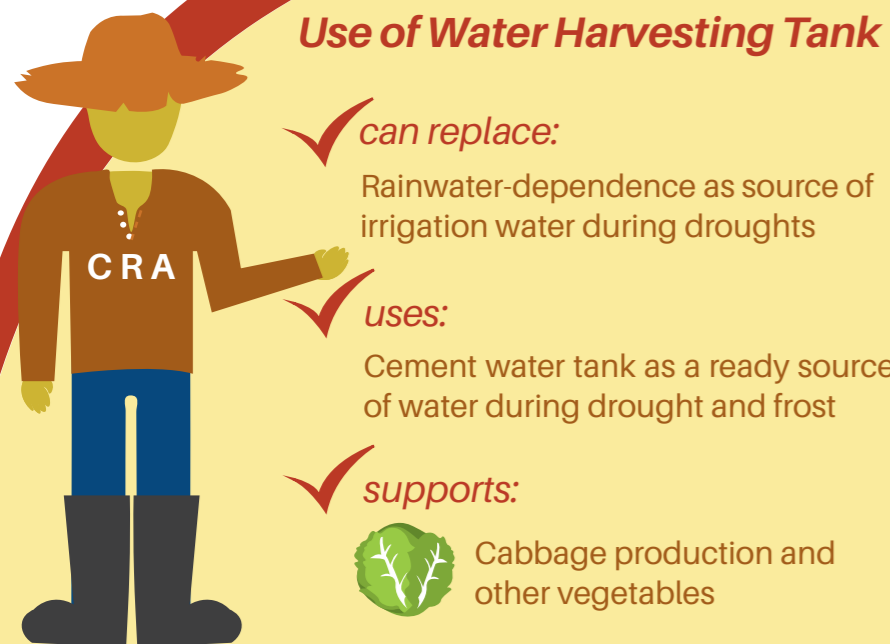 Use of Water Harvesting Tank
can replace:
Rainwater-dependence as source of
irrigation water during droughts
CRA
uses:
Cement water tank as a ready source
of water during drought and frost
supports:
Cabbage production and
other vegetables